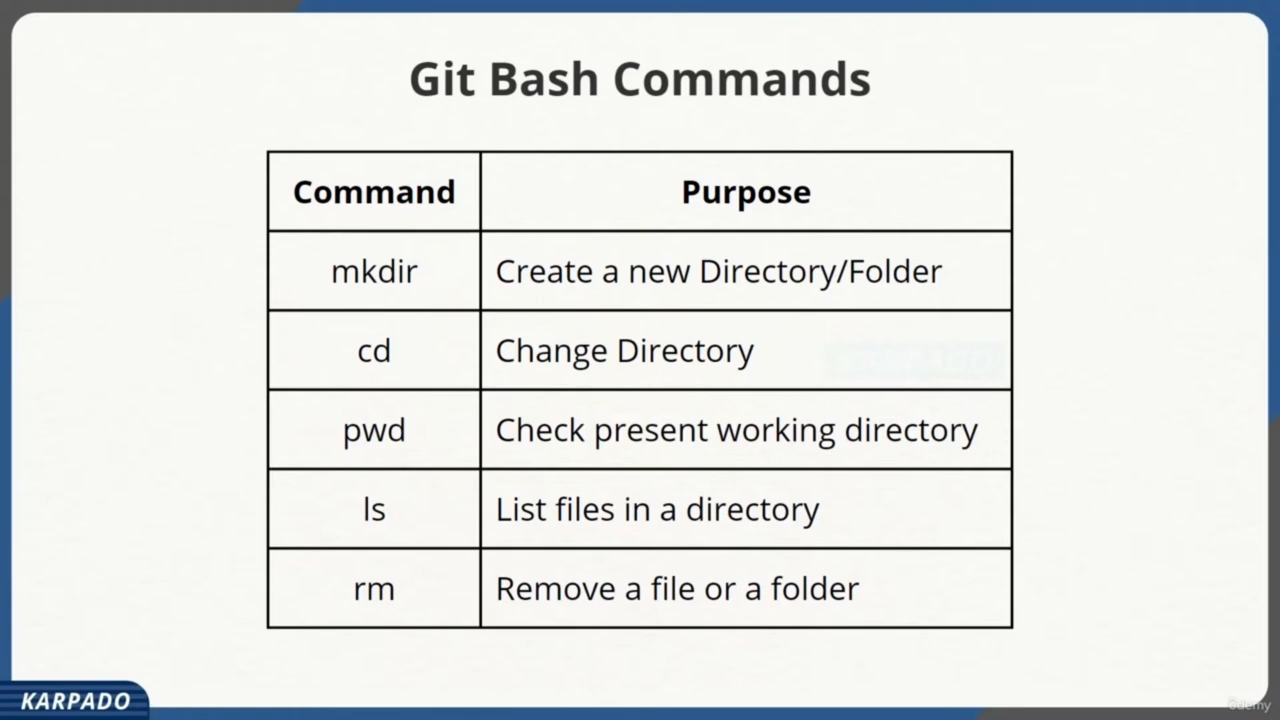 Git Bash Commands
Command Purpose
mkdir Create a new Directory/Folder
cd Change Directory
pwd Check present working directory
ls List files in a directory
rm Remove a file or a folder
KARPADO
ûdemy